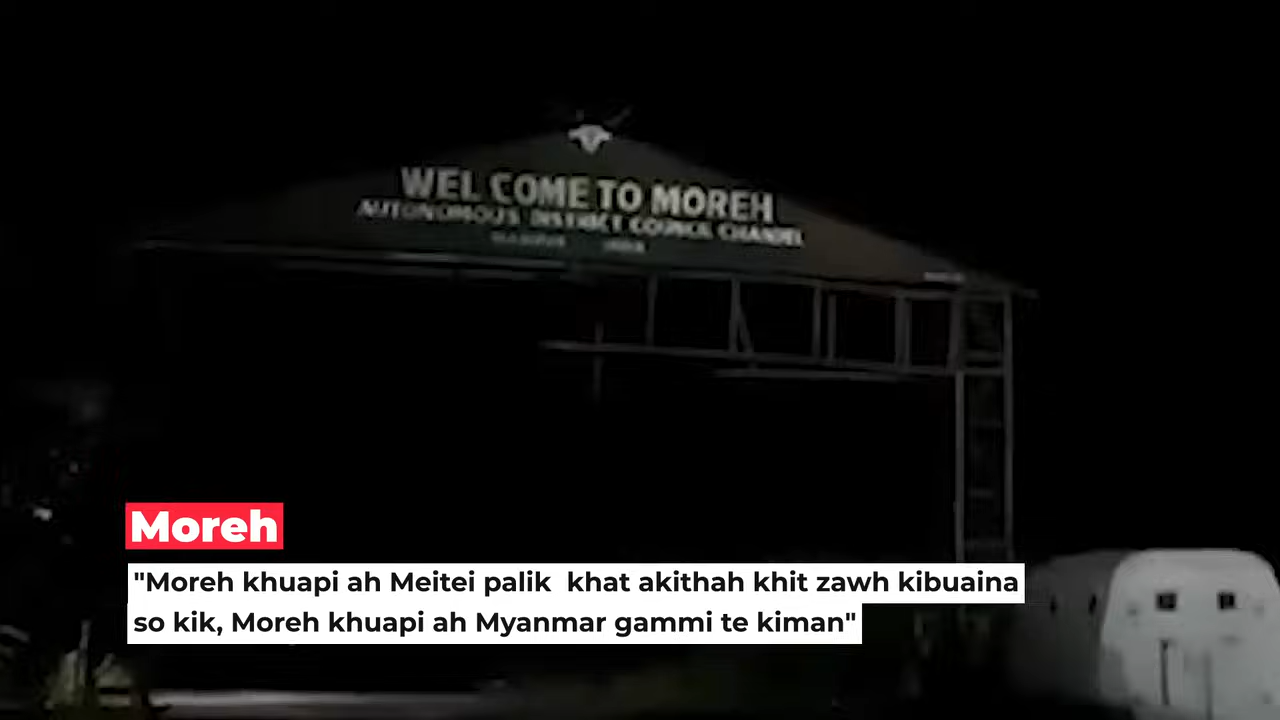 WEL COME TO MOREH
AUTONOMOUS DISTRICT COUNCIL CHANDEL
Moreh
"Moreh khuapi ah Meitei palik khat akithah khit zawh kibuaina
so kik, Moreh khuapi ah Myanmar gammi te kiman"